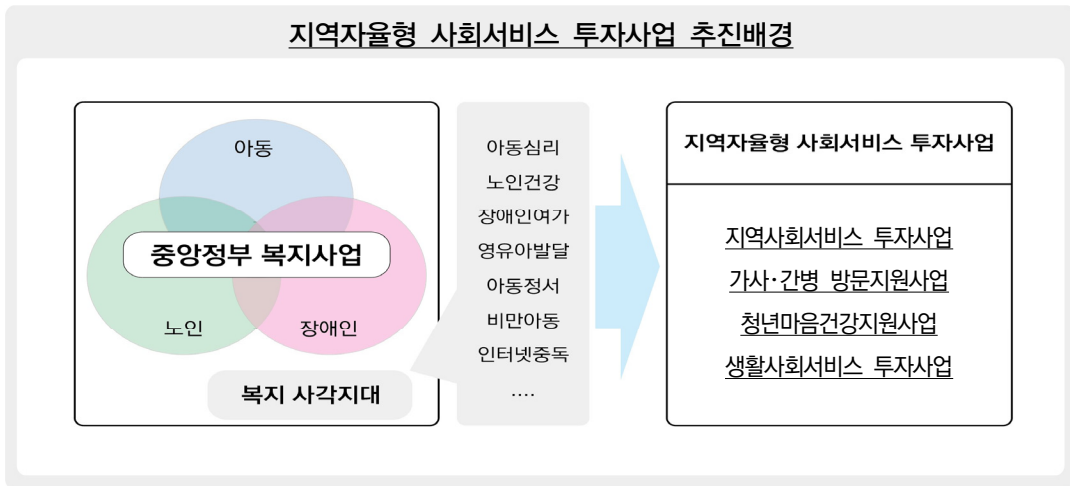 지역자율형 사회서비스 투자사업 추진배경
아동
중앙정부 복지사업
노인
장애인
복지 사각지대
아동심리
노인건강
장애인여가
영유아발달
아동정서
비만아동
인터넷중독
....
지역자율형 사회서비스 투자사업
지역사회서비스 투자사업
가사·간병 방문지원사업
청년마음건강지원사업
생활사회서비스 투자사업